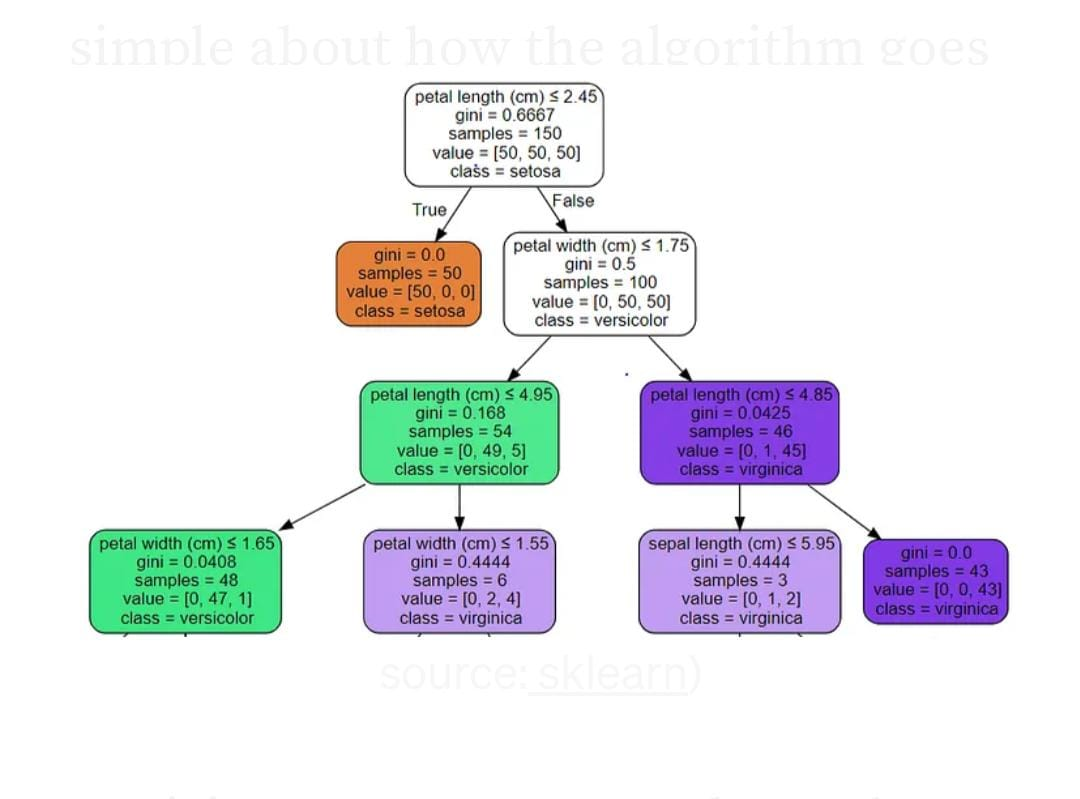 simple about how the algorithm goes
petal length (cm) ≤ 2.45
gini = 0.6667
samples = 150
value = [50, 50, 50]
class = setosa
True
False
gini = 0.0
samples = 50
value = [50, 0, 0]
class = setosa
petal width (cm) ≤ 1.75
gini = 0.5
samples = 100
value = [0, 50, 50]
class = versicolor
petal length (cm) ≤ 4.95
gini = 0.168
samples = 54
value = [0, 49, 5]
class = versicolor
petal length (cm) ≤ 4.85
gini = 0.0425
samples = 46
value = [0, 1, 45]
class = virginica
petal width (cm) ≤ 1.65
gini = 0.0408
samples = 48
value = [0, 47, 1]
class = versicolor
petal width (cm) ≤ 1.55
gini = 0.4444
samples = 6
value = [0, 2, 4]
class = virginica
sepal length (cm) ≤ 5.95
gini = 0.4444
samples = 3
value = [0, 1, 2]
class = virginica
gini = 0.0
samples = 43
value = [0, 0, 43]
class = virginica
source: sklearn)